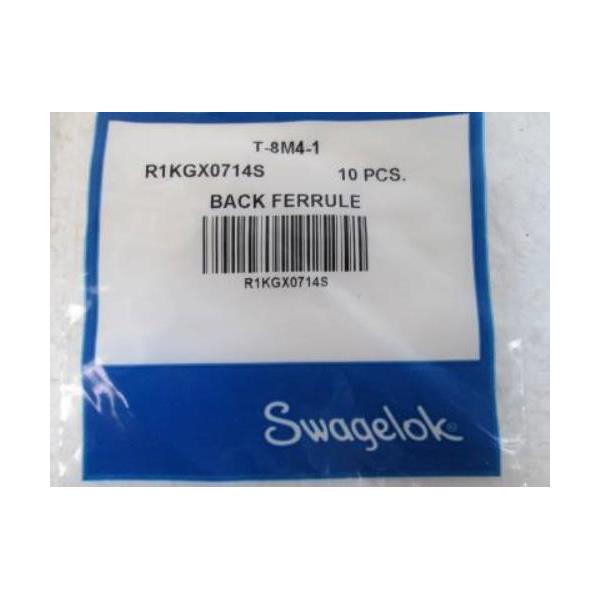 T-8M4-1
R1KGX0714S 10 PCS.
BACK FERRULE
R1KGX0714S
Swagelok®